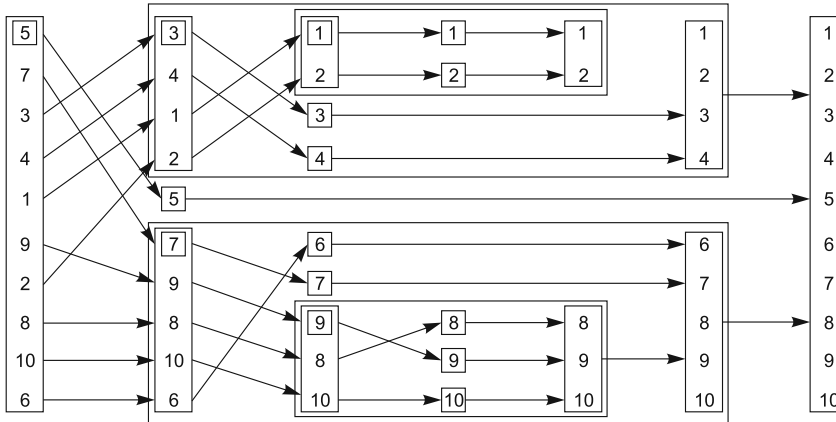 5 3 1 1 1 1 1
7 4 2 2 2 2 2
3 1 3 3 3
4 2 4 4 4
1 5 5
9 7 6 6 6
2 9 7 7 7
8 8 9 8 8 8 8
10 10 8 9 9 9 9
6 6 10 10 10 10 10